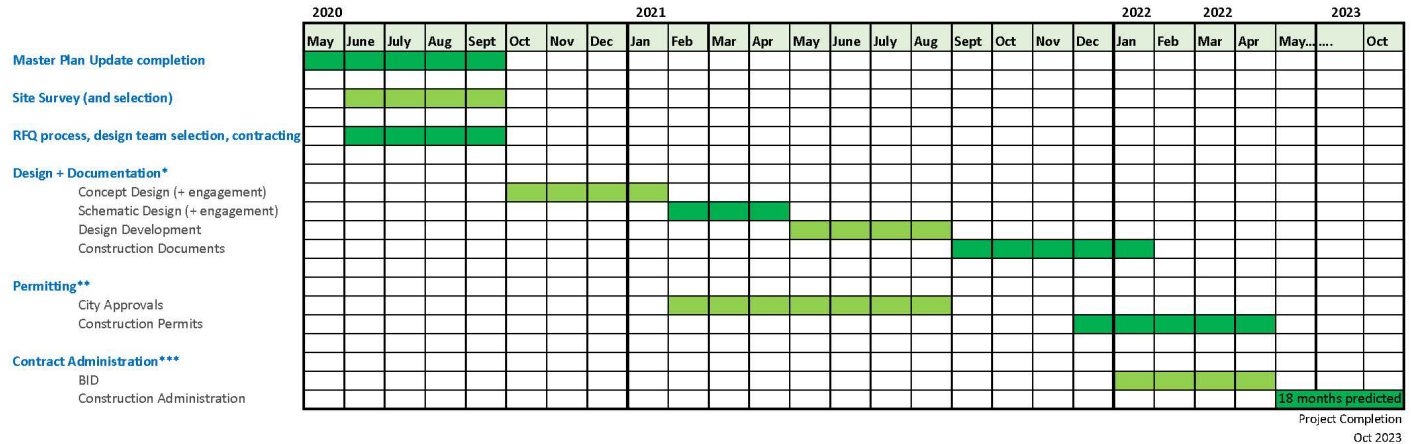 2020 2021 2022 2022 2023
May June July Aug Sept Oct Nov Dec Jan Feb Mar Apr May June July Aug Sept Oct Nov Dec Jan Feb Mar Apr May... .... Oct
Master Plan Update completion
Site Survey (and selection)
RFQ process, design team selection, contracting
Design + Documentation*
Concept Design (+ engagement)
Schematic Design (+ engagement)
Design Development
Construction Documents
Permitting**
City Approvals
Construction Permits
Contract Administration***
BID
Construction Administration 18 months predicted
Project Completion
Oct 2023